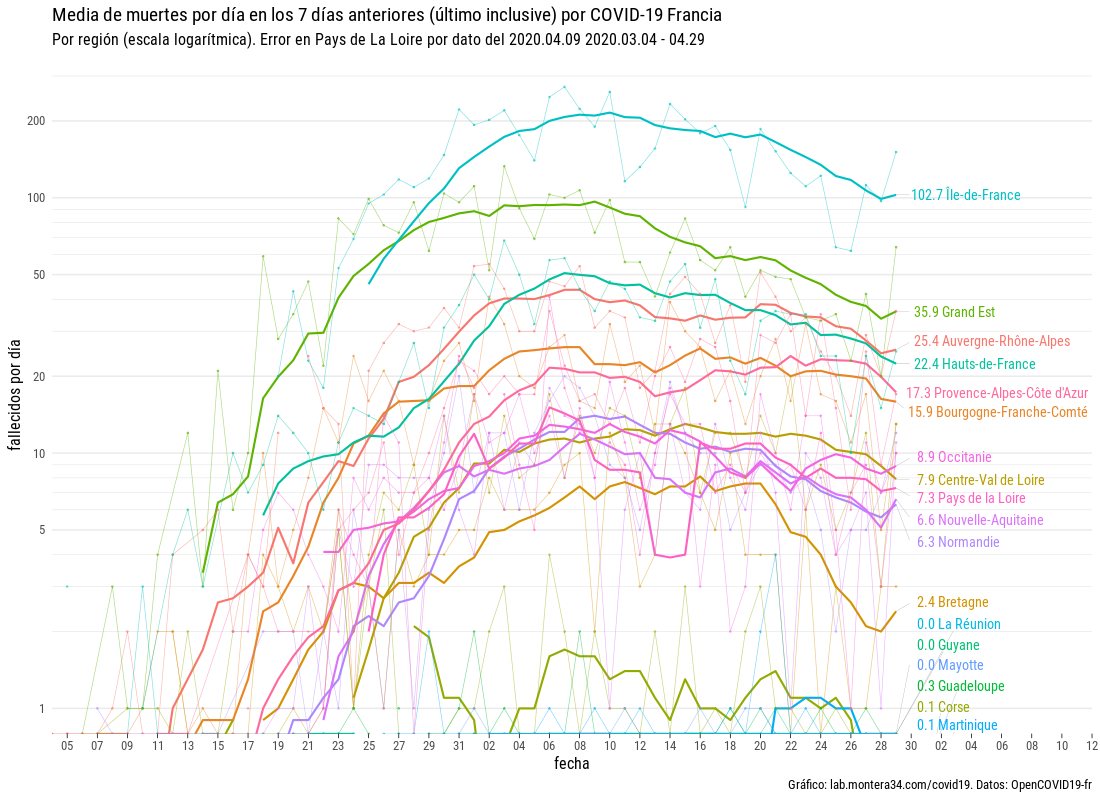 Media de muertes por día en los 7 días anteriores (último inclusive) por COVID-19 Francia
Por región (escala logarítmica). Error en Pays de La Loire por dato del 2020.04.09 2020.03.04 - 04.29
fallecidos por día
200
100
50
20
10
5
1
102.7 Île-de-France
35.9 Grand Est
25.4 Auvergne-Rhône-Alpes
22.4 Hauts-de-France
17.3 Provence-Alpes-Côte d'Azur
15.9 Bourgogne-Franche-Comté
8.9 Occitanie
7.9 Centre-Val de Loire
7.3 Pays de la Loire
6.6 Nouvelle-Aquitaine
6.3 Normandie
2.4 Bretagne
0.0 La Réunion
0.0 Guyane
0.0 Mayotte
0.3 Guadeloupe
0.1 Corse
0.1 Martinique
05 07 09 11 13 15 17 19 21 23 25 27 29 31 02 04 06 08 10 12 14 16 18 20 22 24 26 28 30 02 04 06 08 10 12
fecha
Gráfico: lab.montera34.com/covid19. Datos: OpenCOVID19-fr